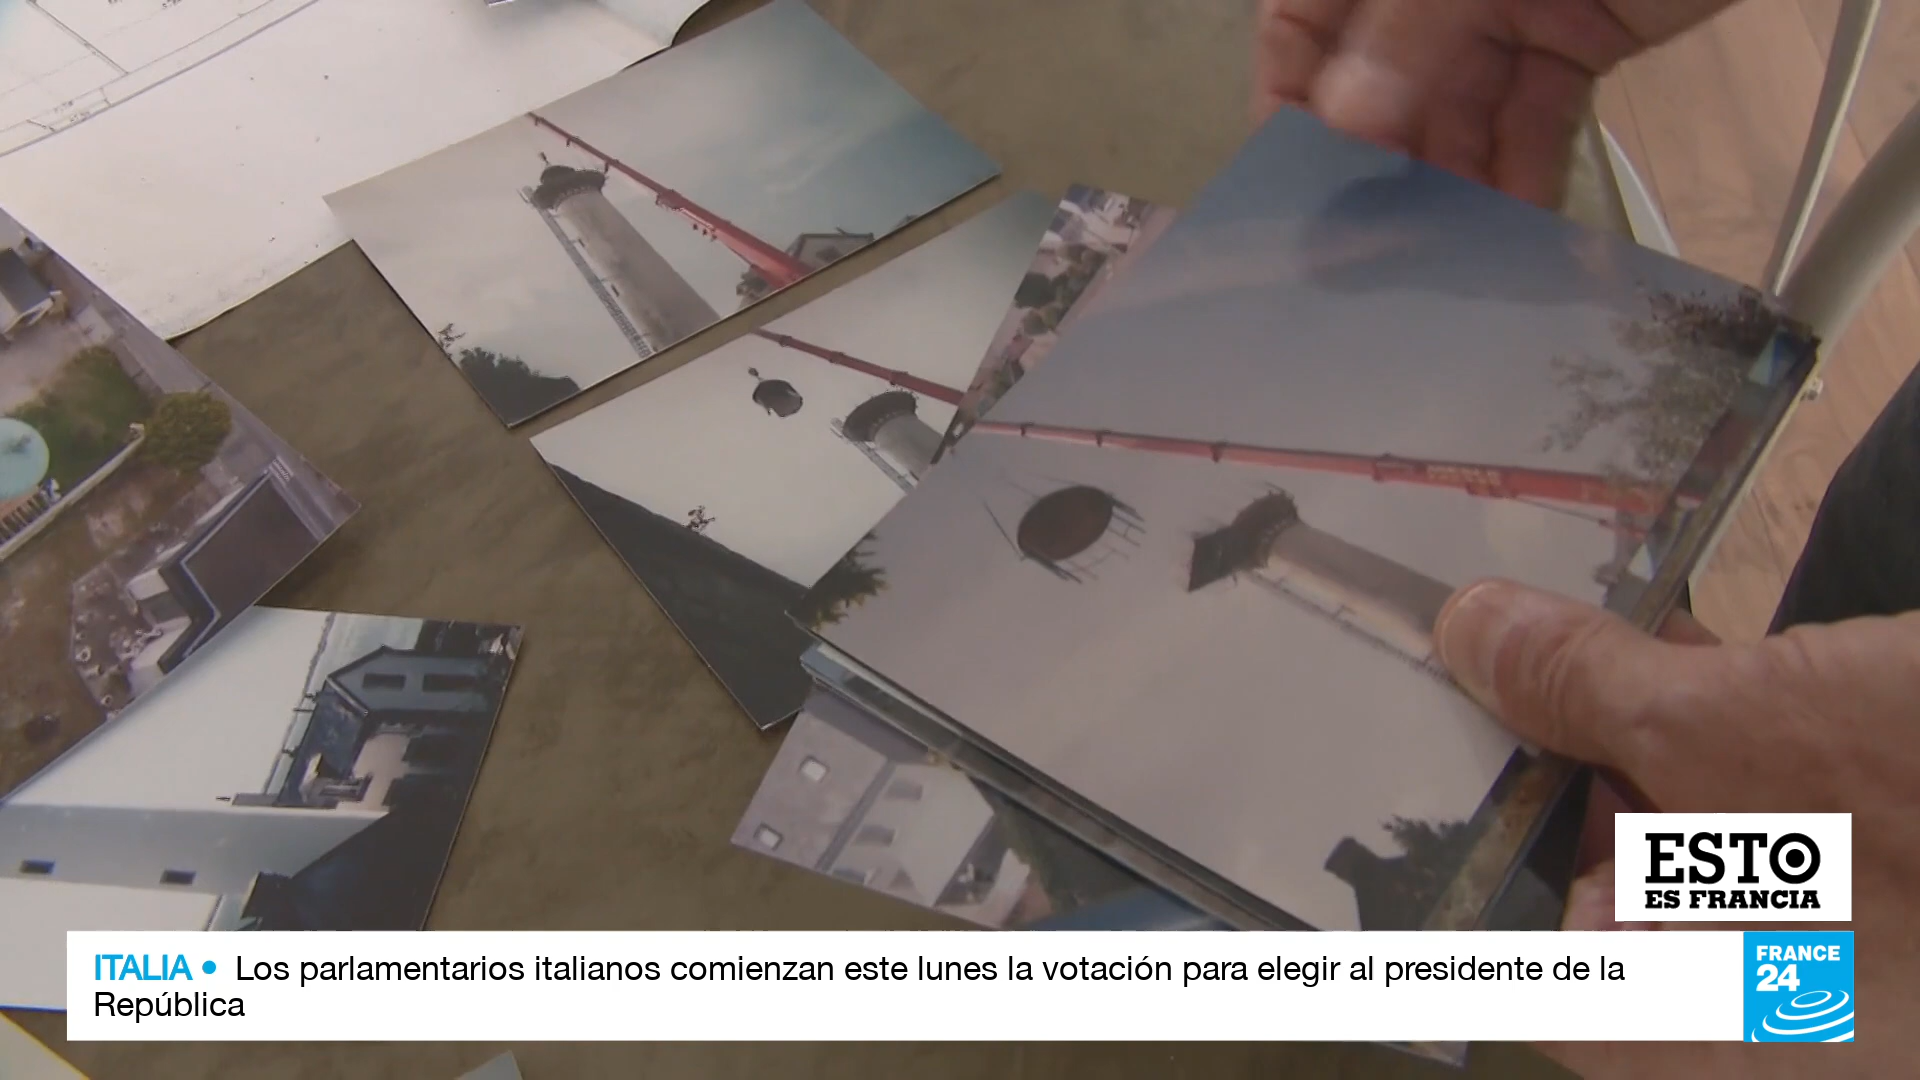 ESTO
ES FRANCIA
ITALIA • Los parlamentarios italianos comienzan este lunes la votación para elegir al presidente de la
República
FRANCE
24